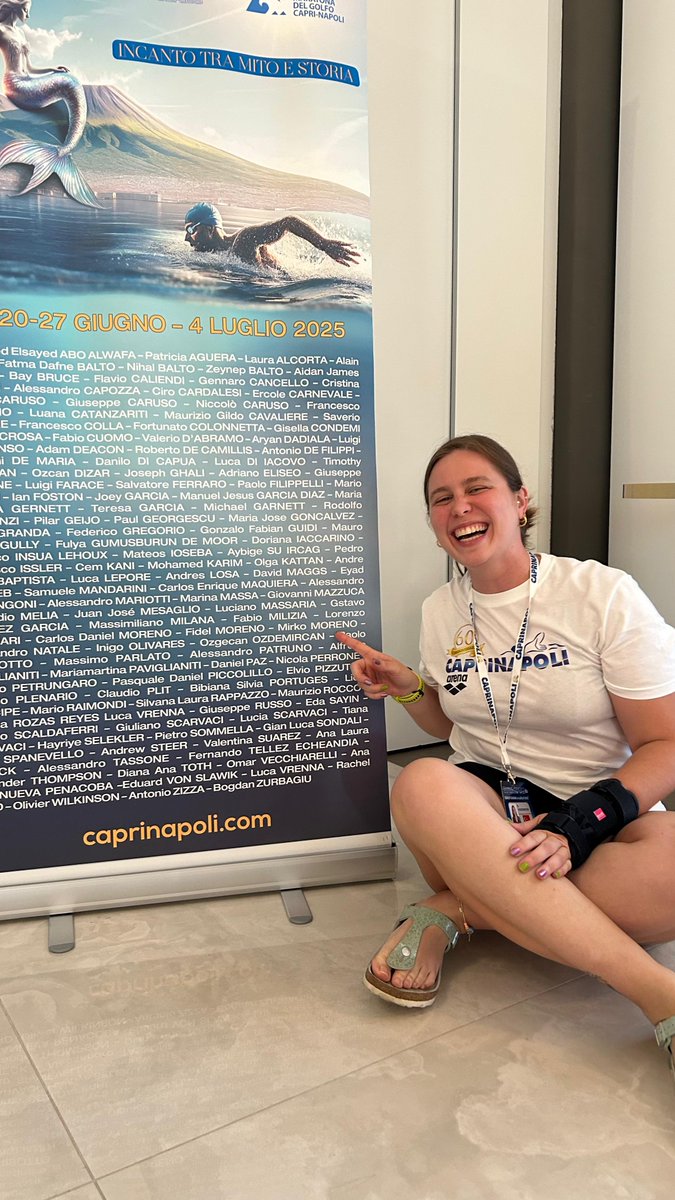 DEL GOLFO
CAPRI-NAPOLI
INCANTO TRA MITO E STORIA
20-27 GIUGNO – 4 LUGLIO 2025
ed Elsayed ABO ALWAFA – Patricia AGUERA – Laura ALCORTA – Alain
Fatma Dafne BALTO – Nihal BALTO – Zeynep BALTO – Aidan James
– Bay BRUCE – Flavio CALIENDI – Gennaro CANCELLO – Cristina
– Alessandro CAPOZZA – Ciro CARDALESI – Ercole CARNEVALE –
CARUSO – Giuseppe CARUSO – Niccolò CARUSO – Francesco
– Luana CATANZARITI – Maurizio Gildo CAVALIERE – Saverio
– Francesco COLLA – Fortunato COLONNETTA – Gisella CONDEMI
CROSA – Fabio CUOMO – Valerio D'ABRAMO – Aryan DADIALA – Luigi
– Adam DEACON – Roberto DE CAMILLIS – Antonio DE FILIPPI –
DE MARIA – Danilo DI CAPUA – Luca DI IACOVO – Timothy
– Ozcan DIZAR – Joseph GHALI – Adriano ELISEO – Giuseppe
– Luigi FARACE – Salvatore FERRARO – Paolo FILIPPELLI – Mario
– Ian FOSTON – Joey GARCIA – Manuel Jesus GARCIA DIAZ – Maria
GERNETT – Teresa GARCIA – Michael GARNETT – Rodolfo
– Pilar GEIJO – Paul GEORGESCU – Maria Jose GONCALVEZ
GRANDA – Federico GREGORIO – Gonzalo Fabian GUIDI – Mauro
GULLY – Fulya GUMUSBURUN DE MOOR – Doriana IACCARINO –
INSUA LEHOUX – Mateos IOSEBA – Aybige SU IRCAG – Pedro
ISSLER – Cem KANI – Mohamed KARIM – Olga KATTAN – Andre
BAPTISTA – Luca LEPORE – Andres LOSA – David MAGGS – Eyad
– Samuele MANDARINI – Carlos Enrique MAQUIERA – Alessandro
– Alessandro MARIOTTI – Marina MASSA – Giovanni MAZZUCA
MELIA – Juan José MESAGLIO – Luciano MASSARIA – Gstavo
GARCIA – Massimiliano MILANA – Fabio MILIZIA – Lorenzo
– Carlos Daniel MORENO – Fidel MORENO – Mirko MORENO –
NATALE – Inigo OLIVARES – Ozgecan OZDEMIRCAN –
– Massimo PARLATO – Alessandro PATRUNO –
– Mariamartina PAVIGLIANITI – Daniel PAZ – Nicola PERRONE
PETRUNGARO – Pasquale Daniel PICCOLILLO – Elvio PIZZUTI
PLENARIO – Claudio PLIT – Bibiana Silvia PORTUGES –
– Mario RAIMONDI – Silvana Laura RAPPAZZO – Maurizio ROCCO
ROZAS REYES Luca VRENNA – Giuseppe RUSSO – Eda SAYIN
SCALDAFERRI – Giuliano SCARVACI – Lucia SCARVACI –
– Hayriye SELEKLER – Pietro SOMMELLA – Gian Luca SONDALI
SPANEVELLO – Andrew STEER – Valentina SUAREZ – Ana Laura
– Alessandro TASSONE – Fernando TELLEZ ECHEANDIA –
THOMPSON – Diana Ana TOTH – Omar VECCHIARELLI – Ana
NUEVA PENACOBA –Eduard VON SLAWIK – Luca VRENNA – Rachel
– Olivier WILKINSON – Antonio ZIZZA – Bogdan ZURBAGIU
caprinapoli.com
60
CAPRINAPOLI
arena
CAPRINAPOLI